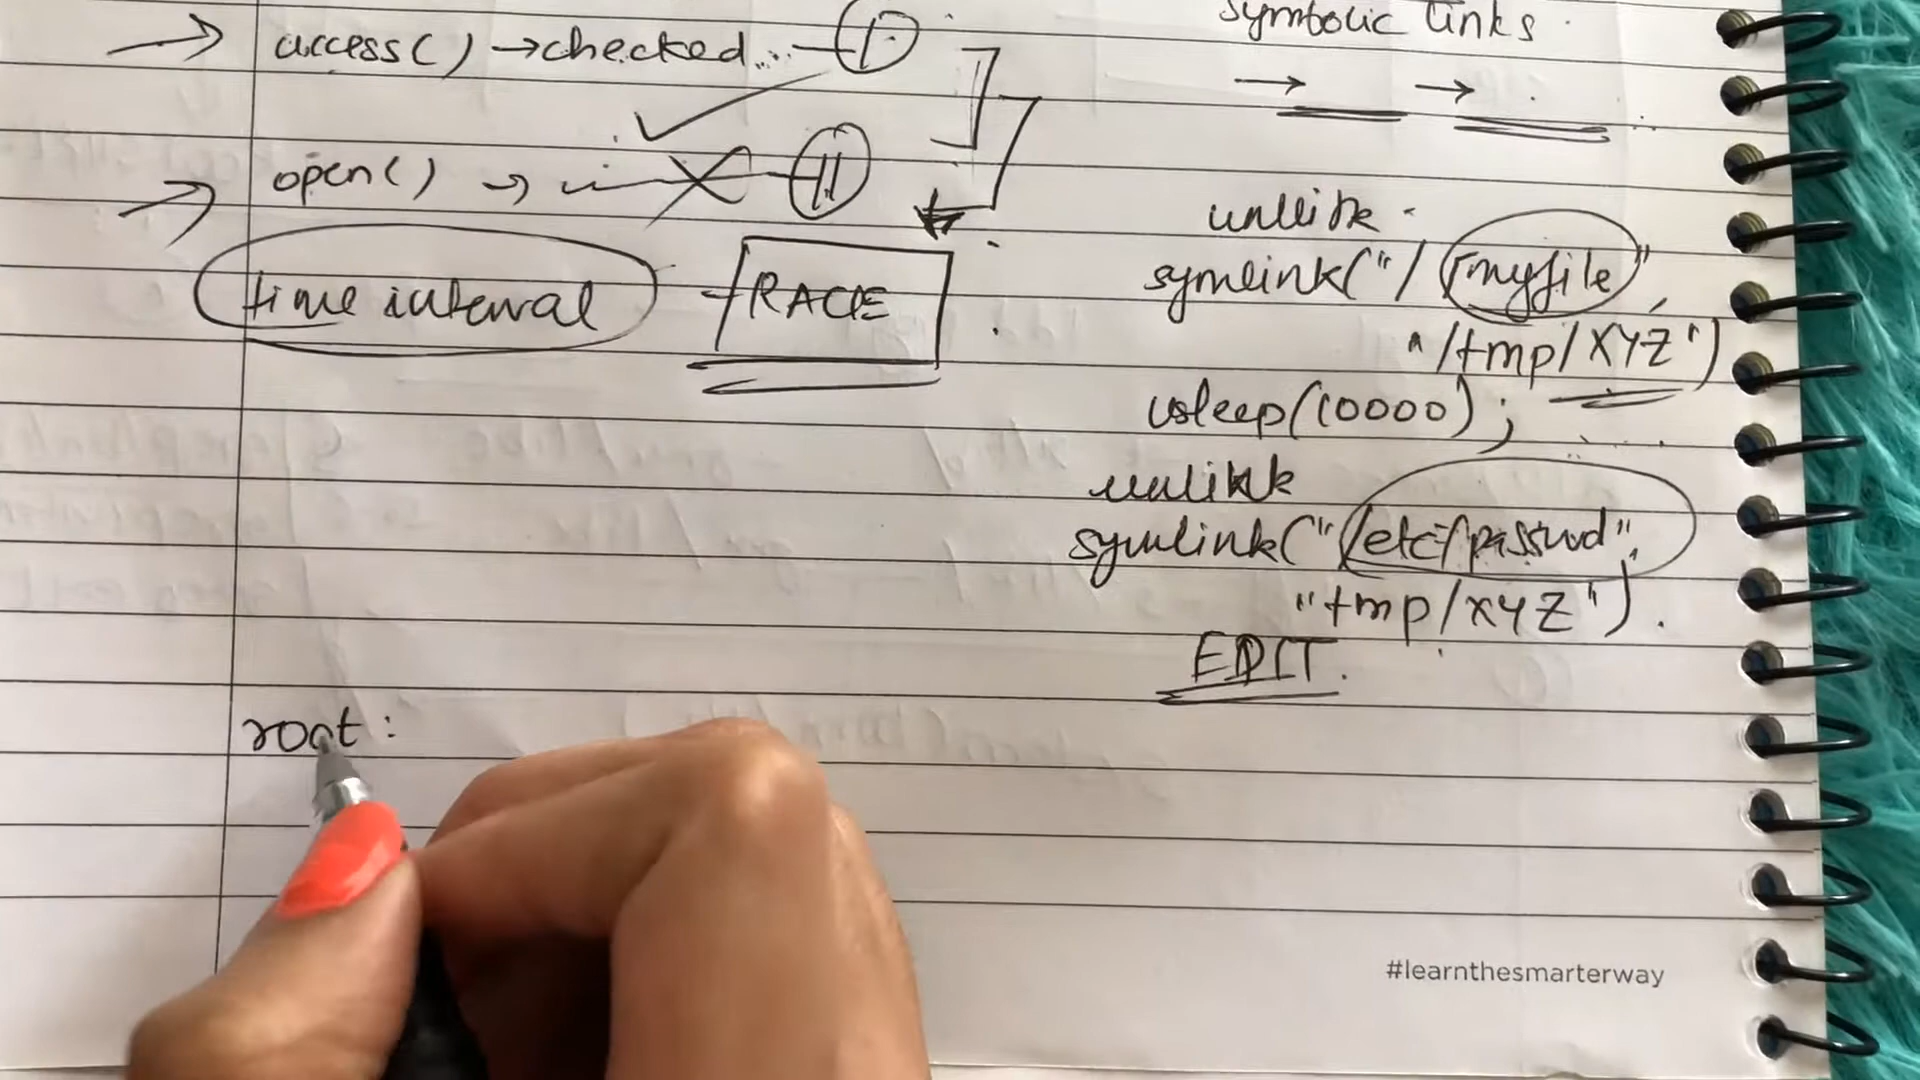 access() → checked...— I
open() → — II
time interval - RACE
symbolic links.
→ → .
unlink.
symlink("/myfile",
"/tmp/XYZ")
usleep(10000);
unlink
symlink("/etc/passwd",
"tmp/XYZ").
EDIT.
root:
#learnthesmarterway